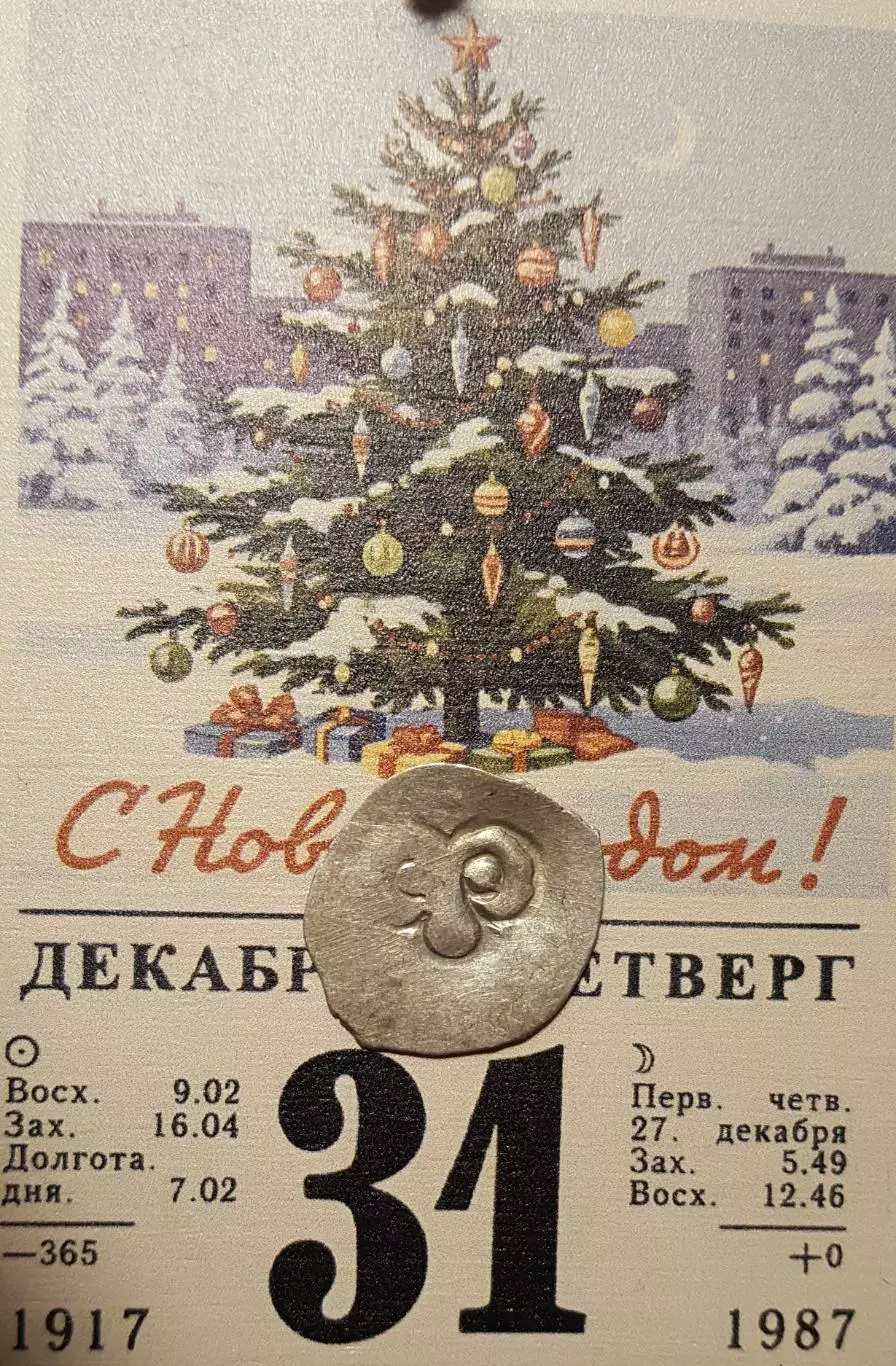 С Нов дом!
ДЕКАБР ЕТВЕРГ
☉
Восх. 9.02
Зах. 16.04
Долгота.
дня. 7.02
—365
1917
31
☽
Перв. четв.
27. декабря
Зах. 5.49
Восх. 12.46
+0
1987